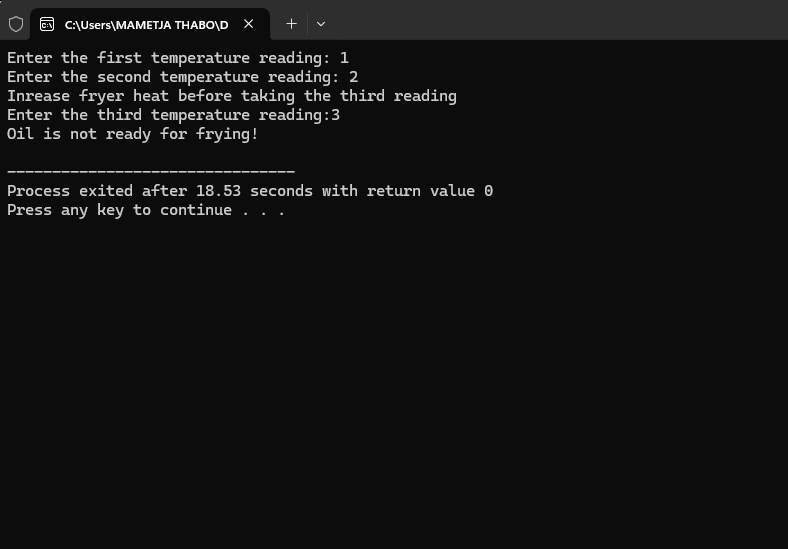 C:\Users\MAMETJA THABO\D
Enter the first temperature reading: 1
Enter the second temperature reading: 2
Inrease fryer heat before taking the third reading
Enter the third temperature reading:3
Oil is not ready for frying!
--------------------------------
Process exited after 18.53 seconds with return value 0
Press any key to continue . . .